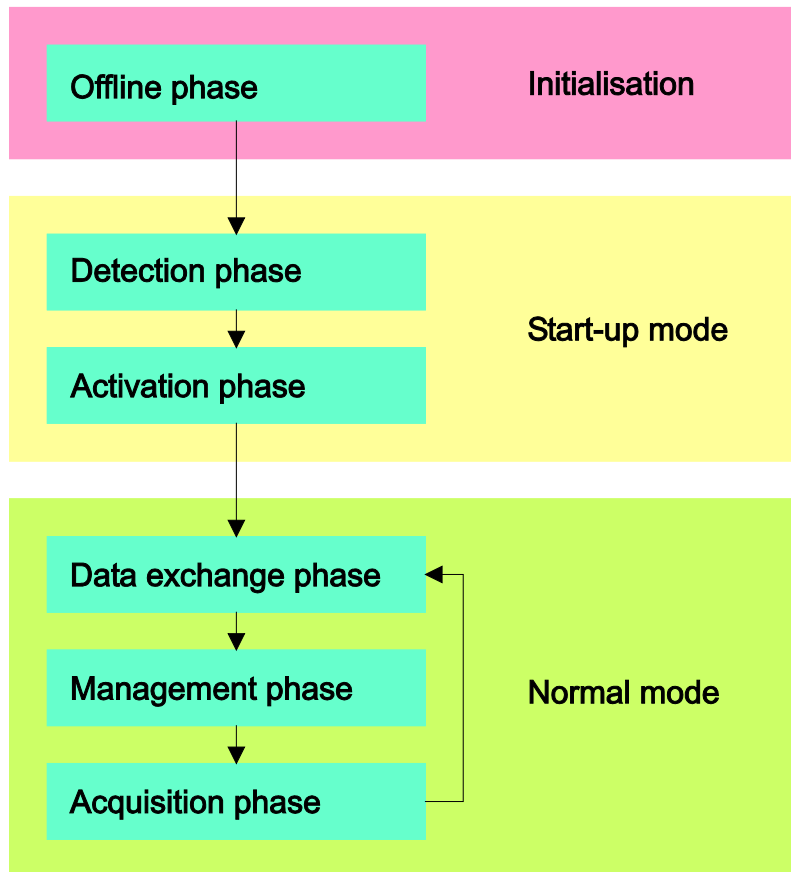 Offline phase
Initialisation
Detection phase
Start-up mode
Activation phase
Data exchange phase
Management phase
Normal mode
Acquisition phase